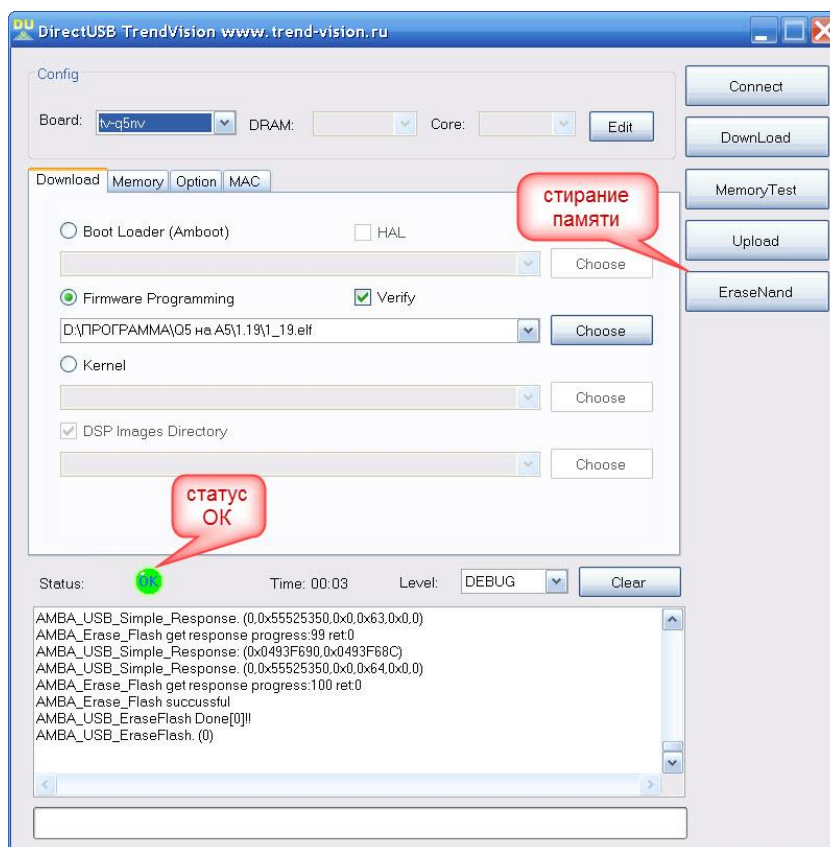 DU
DirectUSB TrendVision www.trend-vision.ru
Config
Board: tv-q5nv DRAM: Core: Edit
Connect
DownLoad
MemoryTest
Upload
EraseNand
стирание
памяти
Download Memory Option MAC
Boot Loader (Amboot) HAL
Choose
Firmware Programming Verify
D:\ПРОГРАММА\Q5 на A5\1.19\1_19.elf Choose
Kernel
Choose
DSP Images Directory
Choose
статус
ОК
Status: OK Time: 00:03 Level: DEBUG Clear
AMBA_USB_Simple_Response. (0,0x55525350,0x0,0x63,0x0,0)
AMBA_Erase_Flash get response progress:99 ret:0
AMBA_USB_Simple_Response: (0x0493F690,0x0493F68C)
AMBA_USB_Simple_Response. (0,0x55525350,0x0,0x64,0x0,0)
AMBA_Erase_Flash get response progress:100 ret:0
AMBA_Erase_Flash succussful
AMBA_USB_EraseFlash Done[0]!!
AMBA_USB_EraseFlash. (0)